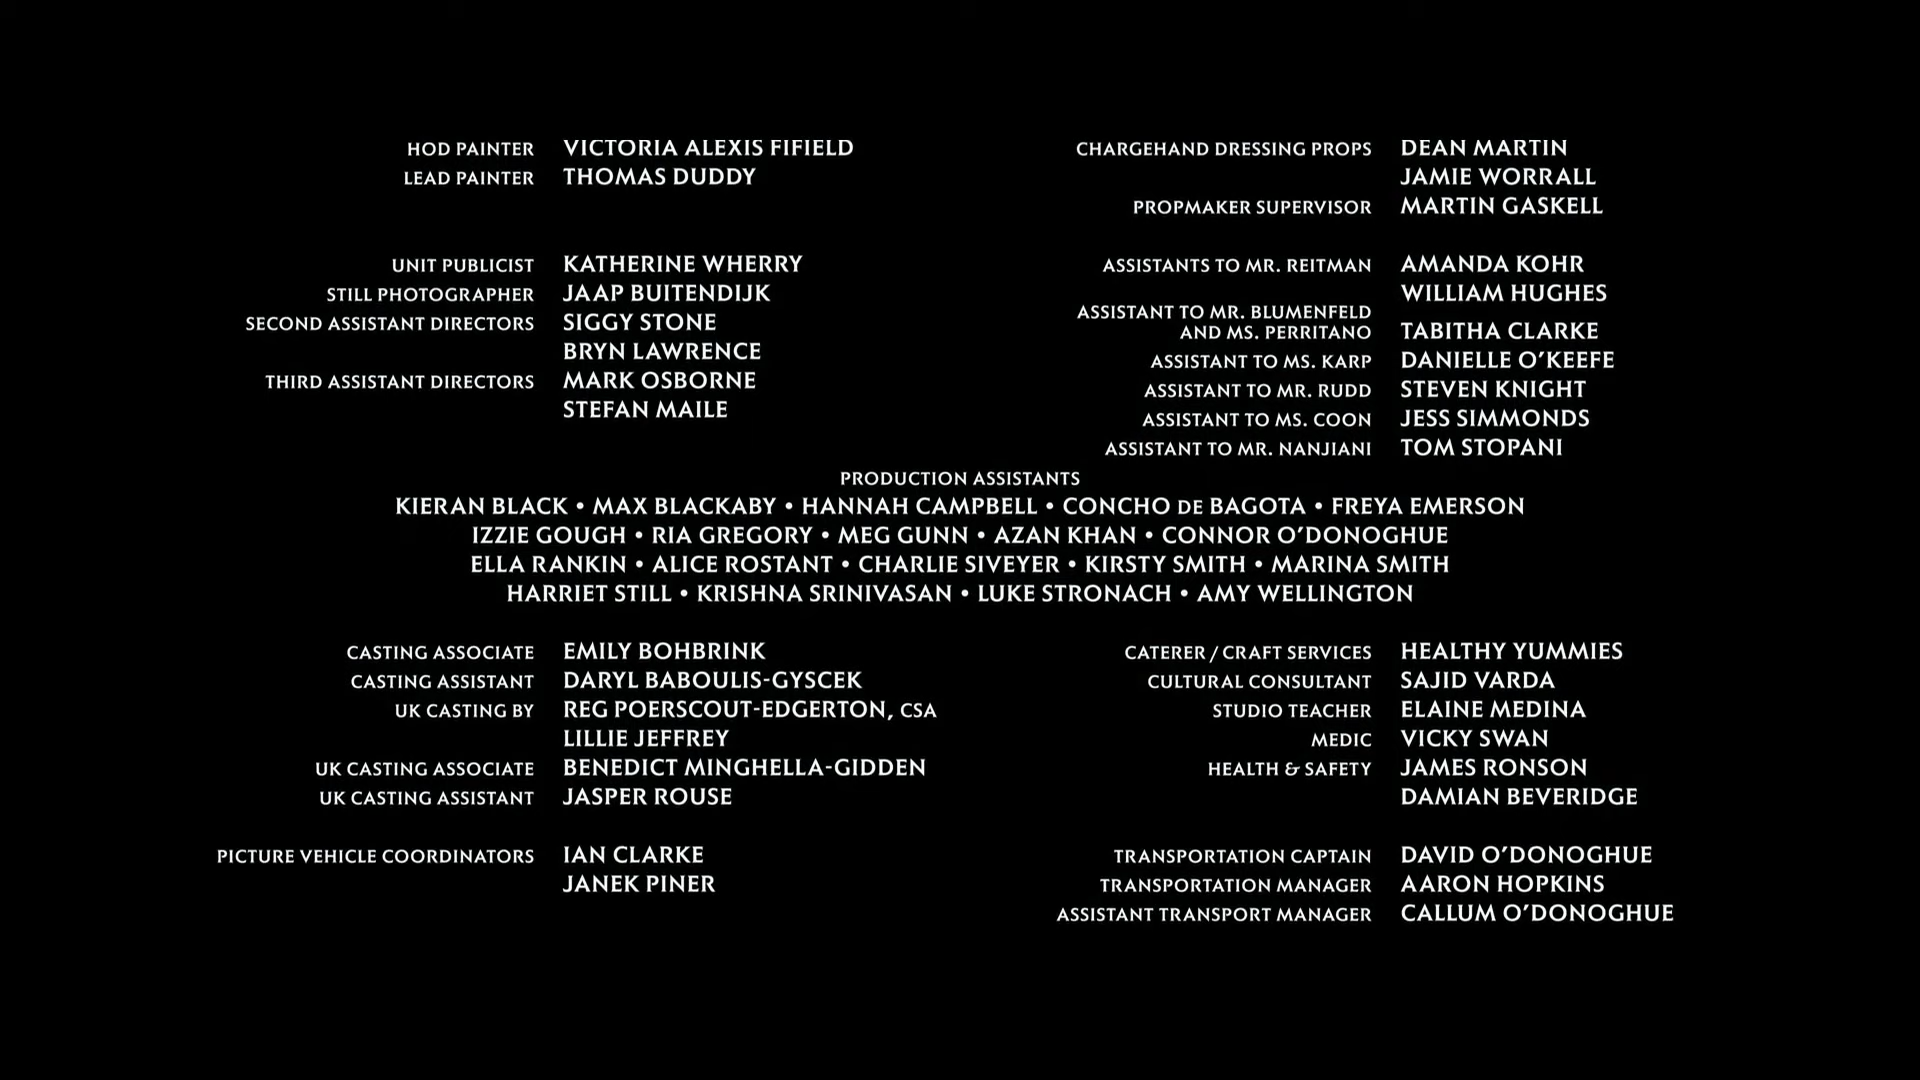 HOD PAINTER VICTORIA ALEXIS FIFIELD
LEAD PAINTER THOMAS DUDDY
CHARGEHAND DRESSING PROPS DEAN MARTIN
JAMIE WORRALL
PROPMAKER SUPERVISOR MARTIN GASKELL
UNIT PUBLICIST KATHERINE WHERRY
STILL PHOTOGRAPHER JAAP BUITENDIJK
SECOND ASSISTANT DIRECTORS SIGGY STONE
BRYN LAWRENCE
THIRD ASSISTANT DIRECTORS MARK OSBORNE
STEFAN MAILE
ASSISTANTS TO MR. REITMAN AMANDA KOHR
WILLIAM HUGHES
ASSISTANT TO MR. BLUMENFELD
AND MS. PERRITANO TABITHA CLARKE
ASSISTANT TO MS. KARP DANIELLE O'KEEFE
ASSISTANT TO MR. RUDD STEVEN KNIGHT
ASSISTANT TO MS. COON JESS SIMMONDS
ASSISTANT TO MR. NANJIANI TOM STOPANI
PRODUCTION ASSISTANTS
KIERAN BLACK • MAX BLACKABY • HANNAH CAMPBELL • CONCHO DE BAGOTA • FREYA EMERSON
IZZIE GOUGH • RIA GREGORY • MEG GUNN • AZAN KHAN • CONNOR O'DONOGHUE
ELLA RANKIN • ALICE ROSTANT • CHARLIE SIVEYER • KIRSTY SMITH • MARINA SMITH
HARRIET STILL • KRISHNA SRINIVASAN • LUKE STRONACH • AMY WELLINGTON
CASTING ASSOCIATE EMILY BOHBRINK
CASTING ASSISTANT DARYL BABOULIS-GYSCEK
UK CASTING BY REG POERSCOUT-EDGERTON, CSA
LILLIE JEFFREY
UK CASTING ASSOCIATE BENEDICT MINGHELLA-GIDDEN
UK CASTING ASSISTANT JASPER ROUSE
CATERER / CRAFT SERVICES HEALTHY YUMMIES
CULTURAL CONSULTANT SAJID VARDA
STUDIO TEACHER ELAINE MEDINA
MEDIC VICKY SWAN
HEALTH & SAFETY JAMES RONSON
DAMIAN BEVERIDGE
PICTURE VEHICLE COORDINATORS IAN CLARKE
JANEK PINER
TRANSPORTATION CAPTAIN DAVID O'DONOGHUE
TRANSPORTATION MANAGER AARON HOPKINS
ASSISTANT TRANSPORT MANAGER CALLUM O'DONOGHUE